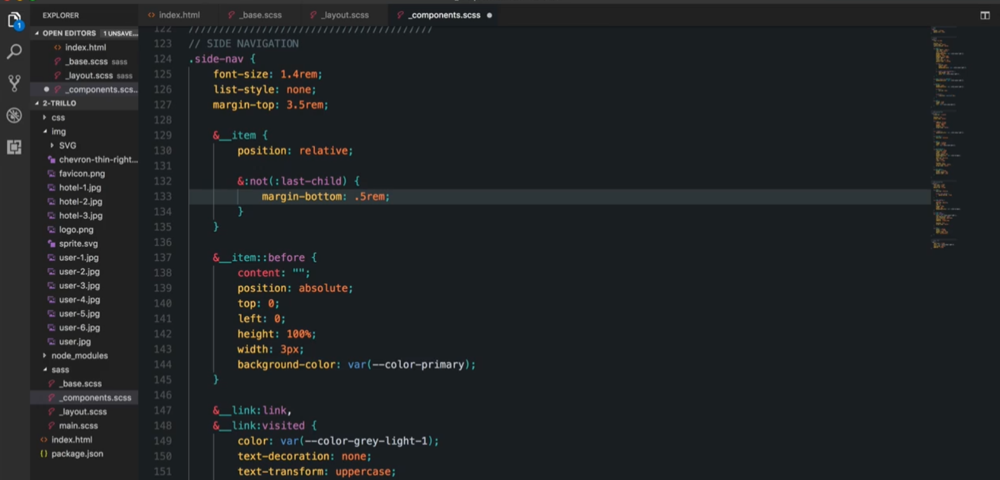 EXPLORER
OPEN EDITORS 1 UNSAVE...
index.html
_base.scss sass
_layout.scss sass
_components.scs...
2-TRILLO
css
img
SVG
chevron-thin-right...
favicon.png
hotel-1.jpg
hotel-2.jpg
hotel-3.jpg
logo.png
sprite.svg
user-1.jpg
user-2.jpg
user-3.jpg
user-4.jpg
user-5.jpg
user-6.jpg
user.jpg
node_modules
sass
_base.scss
_components.scss
_layout.scss
main.scss
index.html
package.json
1
index.html _base.scss _layout.scss _components.scss
122 ////////////////////////////////////////
123 // SIDE NAVIGATION
124 .side-nav {
125 font-size: 1.4rem;
126 list-style: none;
127 margin-top: 3.5rem;
128
129 &__item {
130 position: relative;
131
132 &:not(:last-child) {
133 margin-bottom: .5rem;
134 }
135 }
136
137 &__item::before {
138 content: "";
139 position: absolute;
140 top: 0;
141 left: 0;
142 height: 100%;
143 width: 3px;
144 background-color: var(--color-primary);
145 }
146
147 &__link:link,
148 &__link:visited {
149 color: var(--color-grey-light-1);
150 text-decoration: none;
151 text-transform: uppercase;